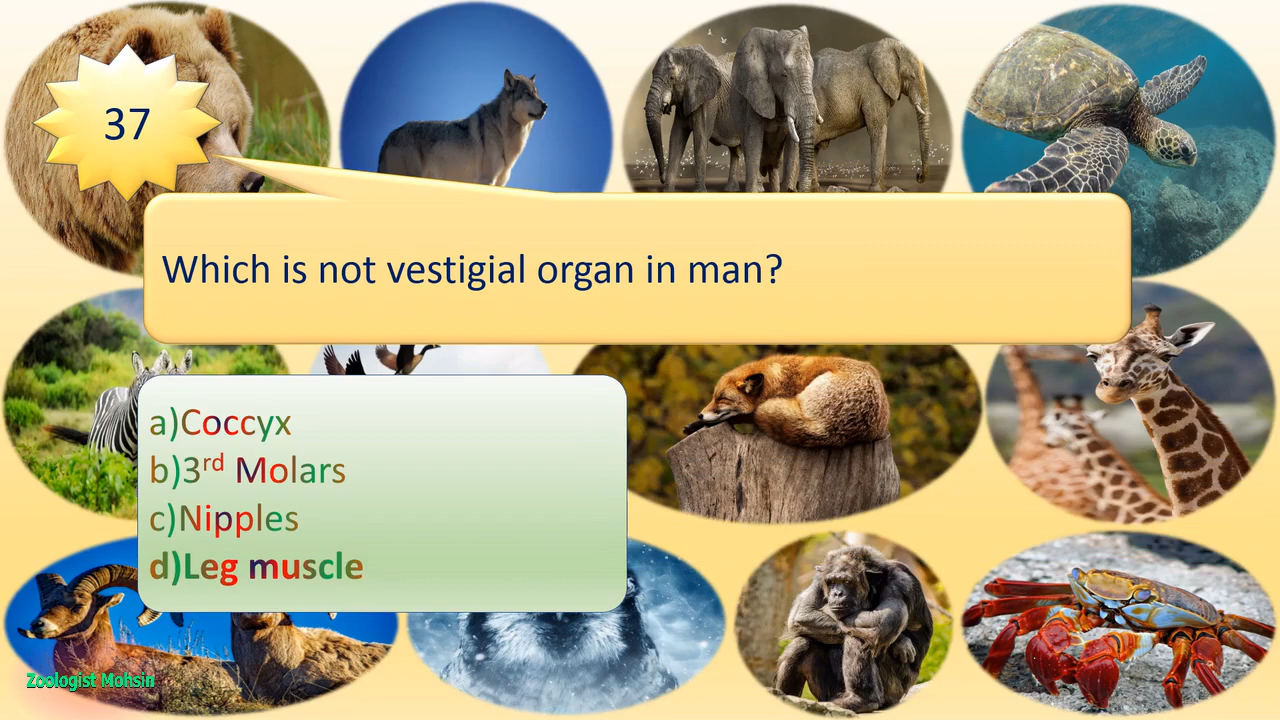 37
Which is not vestigial organ in man?
a)Coccyx
b)3rd Molars
c)Nipples
d)Leg muscle
Zoologist Mohsin